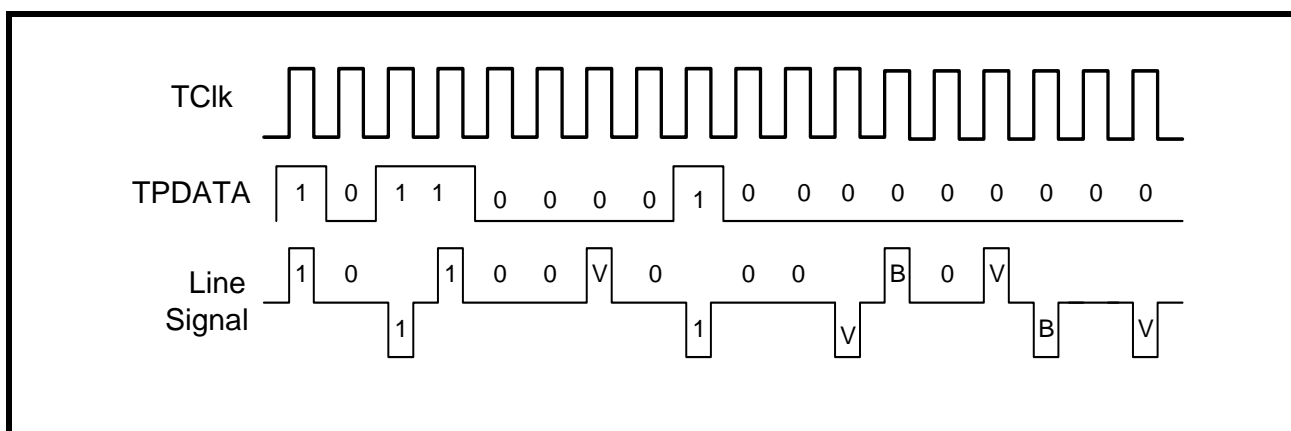 TClk
TPDATA 1 0 1 1 0 0 0 0 1 0 0 0 0 0 0 0 0 0
Line 1 0 1 0 0 V 0 0 0 B 0 V
Signal 1 1 V B V